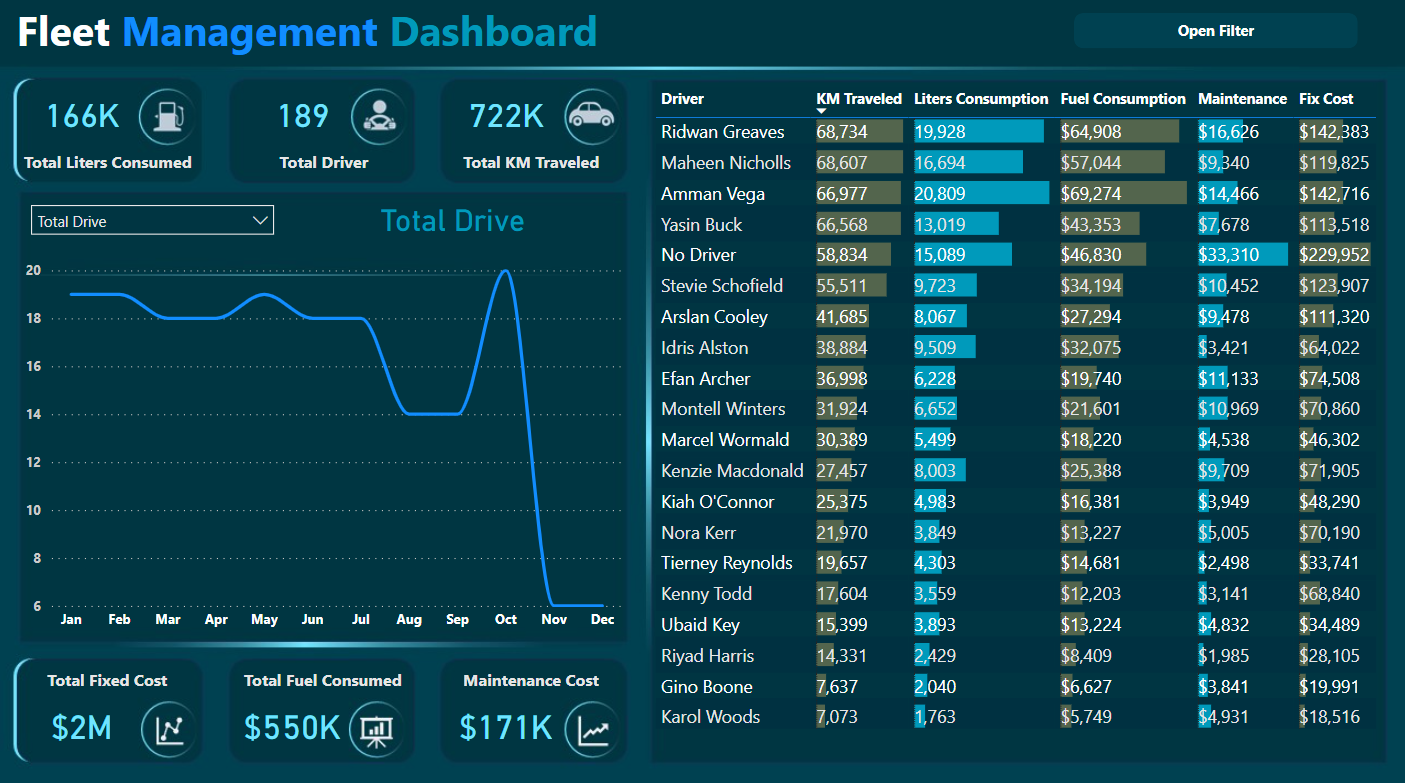 Fleet Management Dashboard
Open Filter
166K
Total Liters Consumed
189
Total Driver
722K
Total KM Traveled
Total Drive
Total Drive
20
18
16
14
12
10
8
6
Jan Feb Mar Apr May Jun Jul Aug Sep Oct Nov Dec
Total Fixed Cost
$2M
Total Fuel Consumed
$550K
Maintenance Cost
$171K
Driver KM Traveled Liters Consumption Fuel Consumption Maintenance Fix Cost
Ridwan Greaves 68,734 19,928 $64,908 $16,626 $142,383
Maheen Nicholls 68,607 16,694 $57,044 $9,340 $119,825
Amman Vega 66,977 20,809 $69,274 $14,466 $142,716
Yasin Buck 66,568 13,019 $43,353 $7,678 $113,518
No Driver 58,834 15,089 $46,830 $33,310 $229,952
Stevie Schofield 55,511 9,723 $34,194 $10,452 $123,907
Arslan Cooley 41,685 8,067 $27,294 $9,478 $111,320
Idris Alston 38,884 9,509 $32,075 $3,421 $64,022
Efan Archer 36,998 6,228 $19,740 $11,133 $74,508
Montell Winters 31,924 6,652 $21,601 $10,969 $70,860
Marcel Wormald 30,389 5,499 $18,220 $4,538 $46,302
Kenzie Macdonald 27,457 8,003 $25,388 $9,709 $71,905
Kiah O'Connor 25,375 4,983 $16,381 $3,949 $48,290
Nora Kerr 21,970 3,849 $13,227 $5,005 $70,190
Tierney Reynolds 19,657 4,303 $14,681 $2,498 $33,741
Kenny Todd 17,604 3,559 $12,203 $3,141 $68,840
Ubaid Key 15,399 3,893 $13,224 $4,832 $34,489
Riyad Harris 14,331 2,429 $8,409 $1,985 $28,105
Gino Boone 7,637 2,040 $6,627 $3,841 $19,991
Karol Woods 7,073 1,763 $5,749 $4,931 $18,516